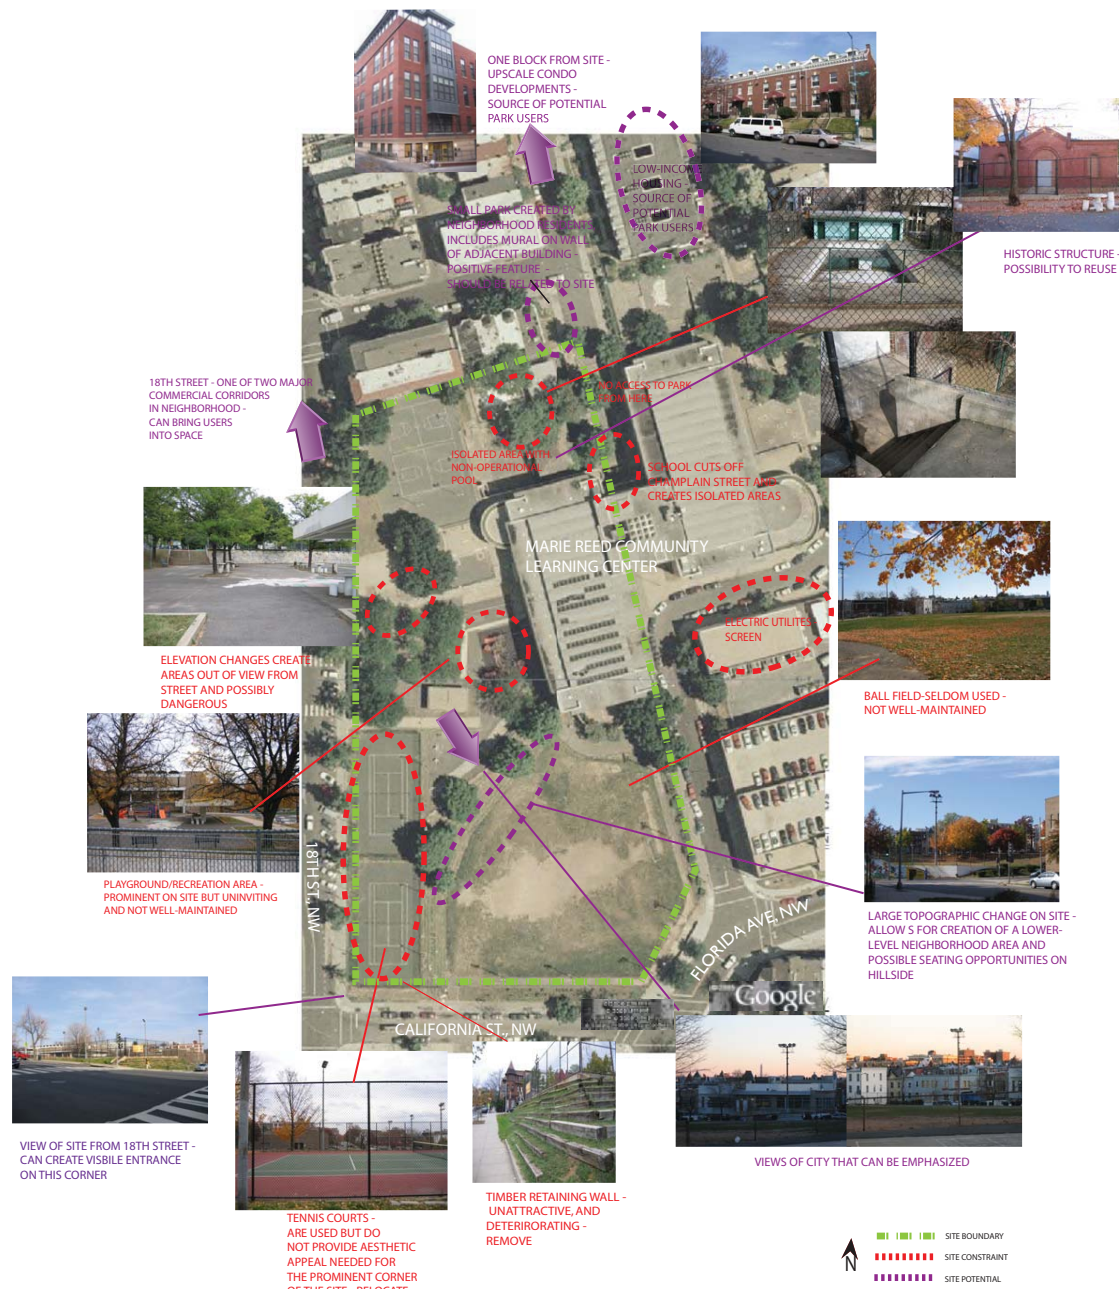 ONE BLOCK FROM SITE -
UPSCALE CONDO
DEVELOPMENTS -
SOURCE OF POTENTIAL
PARK USERS
LOW-INCOME
HOUSING -
SOURCE OF
POTENTIAL
PARK USERS
SMALL PARK CREATED BY
NEIGHBORHOOD RESIDENTS
INCLUDES MURAL ON WALL
OF ADJACENT BUILDING -
POSITIVE FEATURE -
SHOULD BE RELATED TO SITE
HISTORIC STRUCTURE -
POSSIBILITY TO REUSE
18TH STREET - ONE OF TWO MAJOR
COMMERCIAL CORRIDORS
IN NEIGHBORHOOD -
CAN BRING USERS
INTO SPACE
NO ACCESS TO PARK
FROM HERE
ISOLATED AREA WITH
NON-OPERATIONAL
POOL
SCHOOL CUTS OFF
CHAMPLAIN STREET AND
CREATES ISOLATED AREAS
MARIE REED COMMUNITY
LEARNING CENTER
ELECTRIC UTILITES-
SCREEN
ELEVATION CHANGES CREATE
AREAS OUT OF VIEW FROM
STREET AND POSSIBLY
DANGEROUS
BALL FIELD-SELDOM USED -
NOT WELL-MAINTAINED
PLAYGROUND/RECREATION AREA -
PROMINENT ON SITE BUT UNINVITING
AND NOT WELL-MAINTAINED
18TH ST., NW
FLORIDA AVE, NW
LARGE TOPOGRAPHIC CHANGE ON SITE -
ALLOW S FOR CREATION OF A LOWER-
LEVEL NEIGHBORHOOD AREA AND
POSSIBLE SEATING OPPORTUNITIES ON
HILLSIDE
Google
CALIFORNIA ST., NW
VIEW OF SITE FROM 18TH STREET -
CAN CREATE VISBILE ENTRANCE
ON THIS CORNER
VIEWS OF CITY THAT CAN BE EMPHASIZED
TIMBER RETAINING WALL -
UNATTRACTIVE, AND
DETERIRORATING -
REMOVE
TENNIS COURTS -
ARE USED BUT DO
NOT PROVIDE AESTHETIC
APPEAL NEEDED FOR
THE PROMINENT CORNER
OF THE SITE - RELOCATE
SITE BOUNDARY
SITE CONSTRAINT
SITE POTENTIAL
N